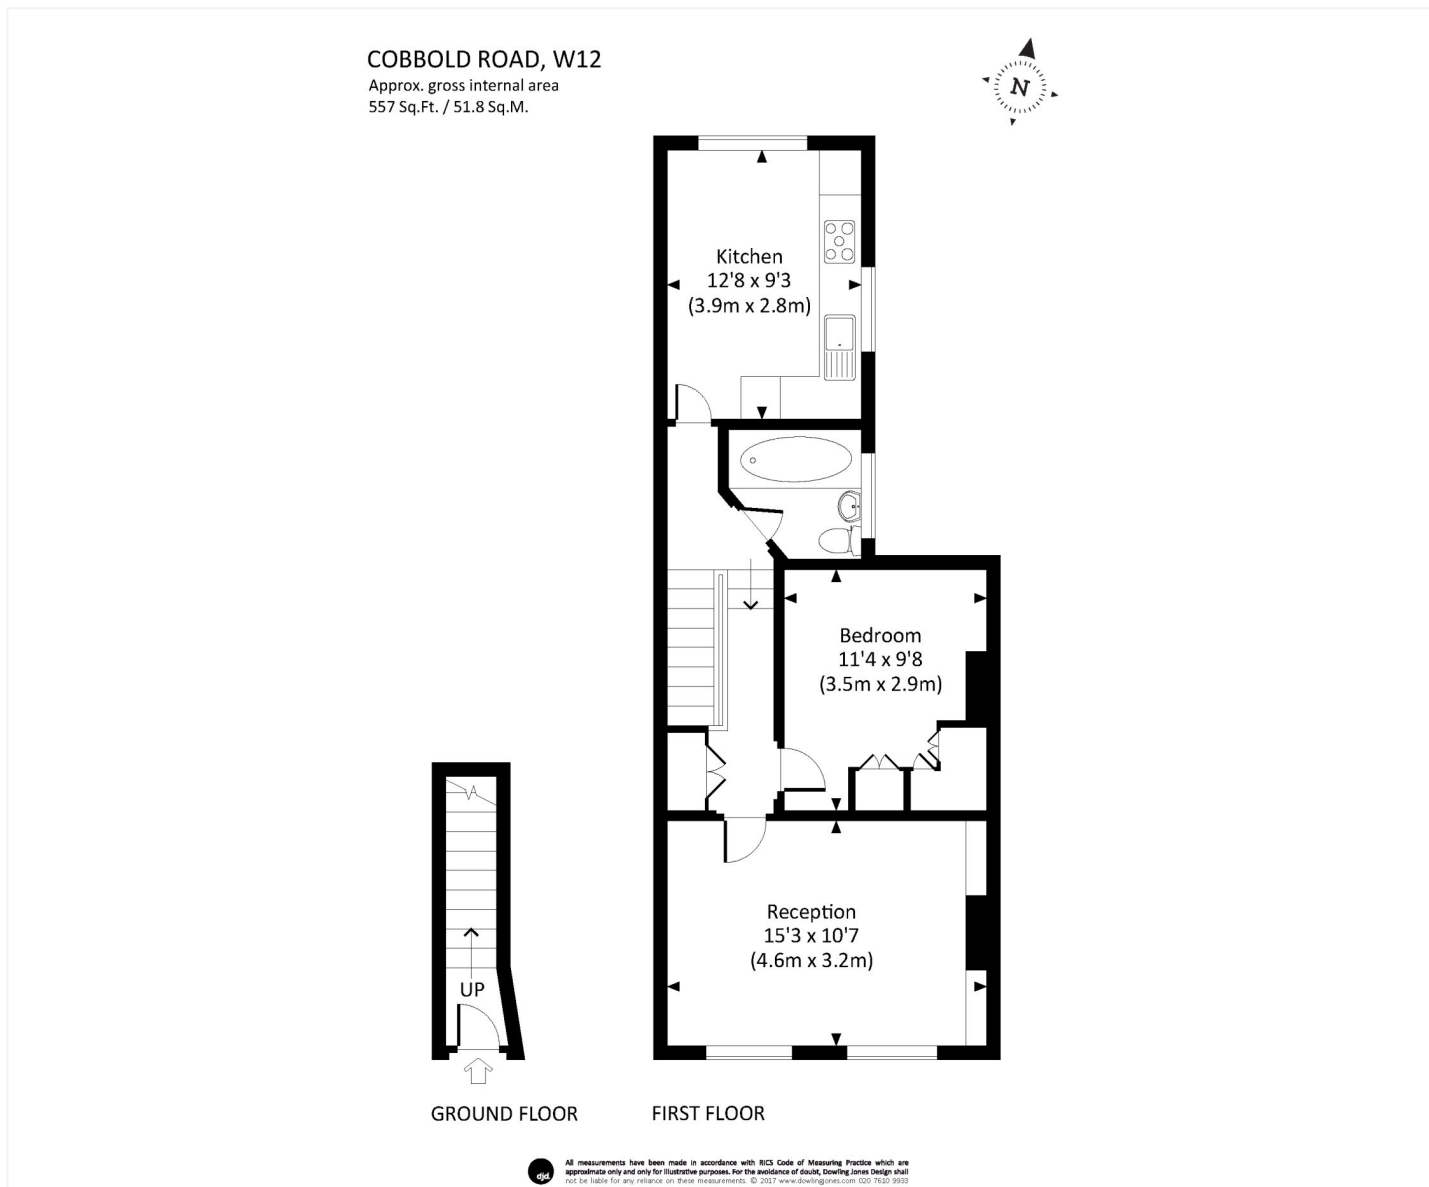 COBBOLD ROAD, W12
Approx. gross internal area
557 Sq.Ft. / 51.8 Sq.M.
N
Kitchen
12'8 x 9'3
(3.9m x 2.8m)
Bedroom
11'4 x 9'8
(3.5m x 2.9m)
Reception
15'3 x 10'7
(4.6m x 3.2m)
UP
GROUND FLOOR
FIRST FLOOR
djd.
All measurements have been made in accordance with RICS Code of Measuring Practice which are
approximate only and only for illustrative purposes. For the avoidance of doubt, Dowling Jones Design shall
not be liable for any reliance on these measurements. © 2017 www.dowlingjones.com 020 7610 9933